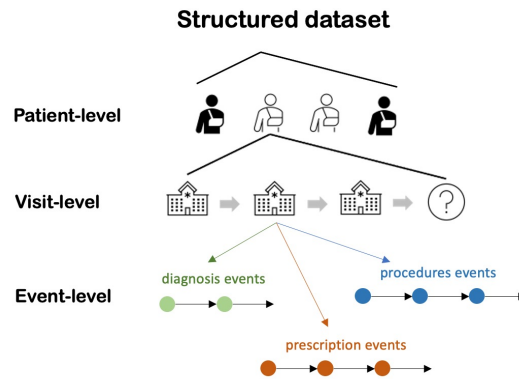 Structured dataset
Patient-level
Visit-level
?
diagnosis events
procedures events
Event-level
prescription events